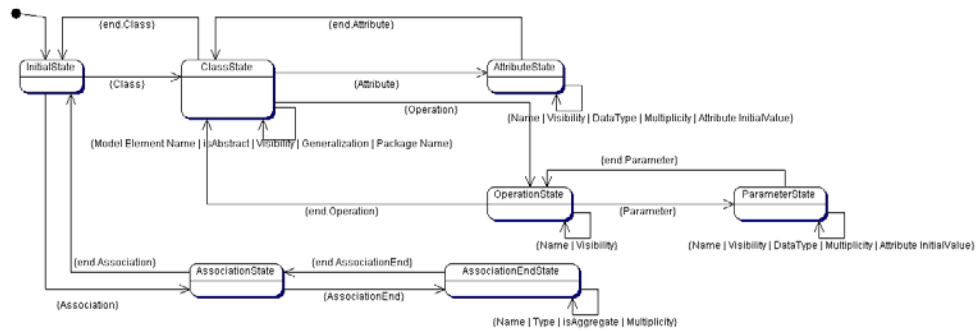 {end.Class}
{end.Attribute}
InitialState
ClassState
AttributeState
{Class}
{Attribute}
{Operation}
{Name | Visibility | DataType | Multiplicity | Attribute InitialValue}
{Model Element Name | isAbstract | Visibility | Generalization | Package Name}
{end.Parameter}
OperationState
ParameterState
{end.Operation}
{Parameter}
{Name | Visibility}
{Name | Visibility | DataType | Multiplicity | Attribute InitialValue}
{end.Association}
{end.AssociationEnd}
AssociationState
AssociationEndState
{Association}
{AssociationEnd}
{Name | Type | isAggregate | Multiplicity}